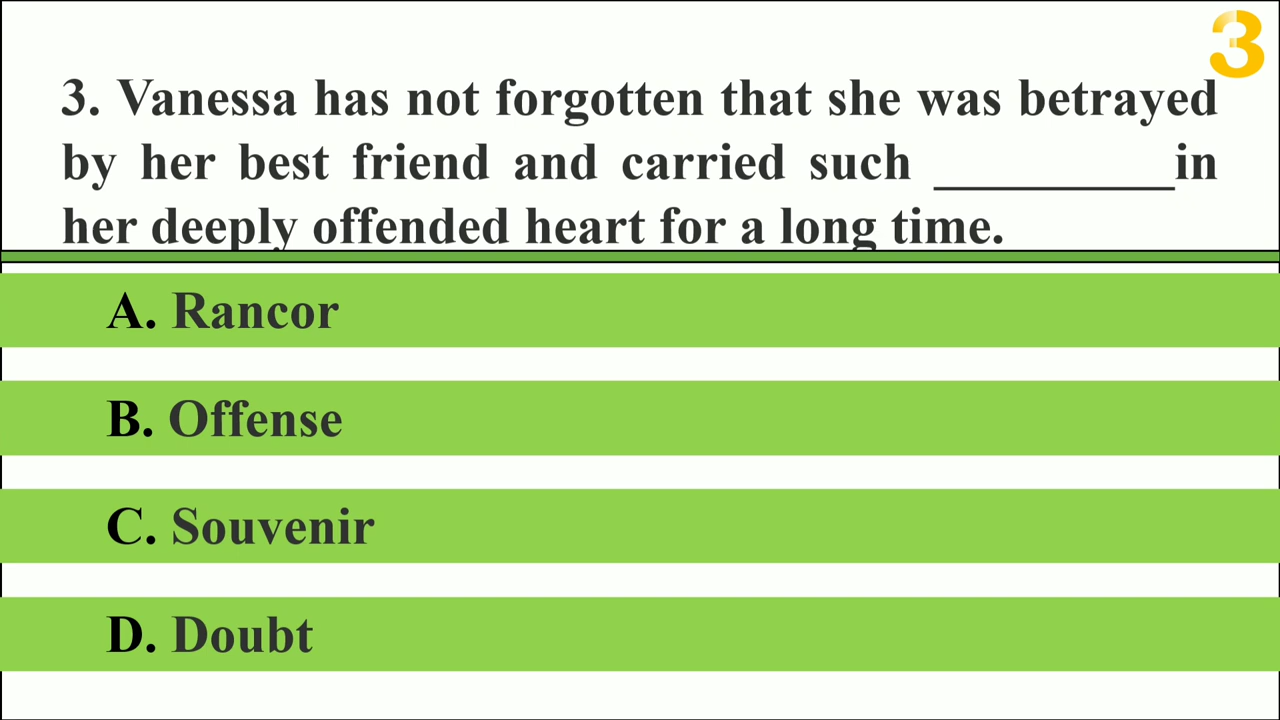 3
3. Vanessa has not forgotten that she was betrayed
by her best friend and carried such __________in
her deeply offended heart for a long time.
A. Rancor
B. Offense
C. Souvenir
D. Doubt